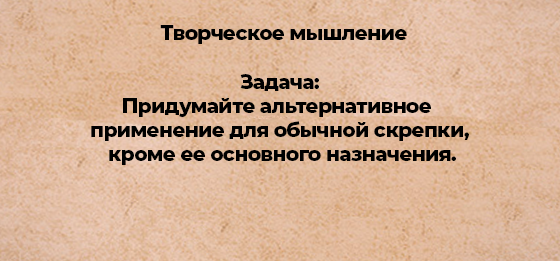 Творческое мышление
Задача:
Придумайте альтернативное
применение для обычной скрепки,
кроме ее основного назначения.